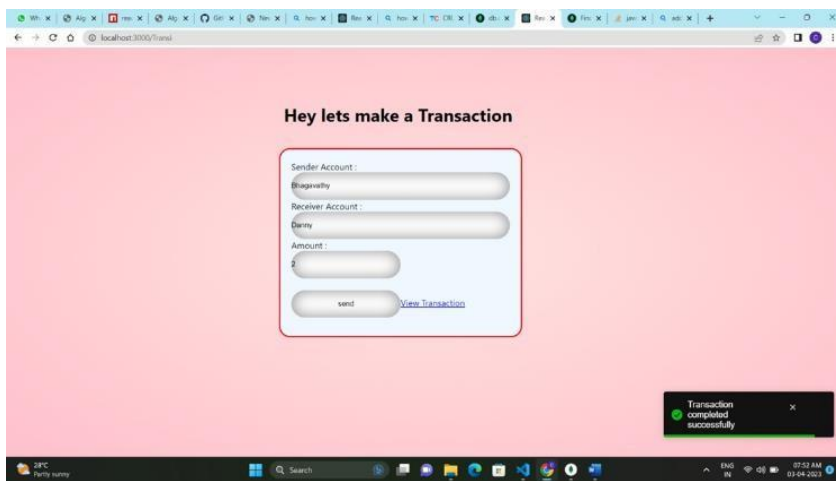 localhost:3000/Transi
Hey lets make a Transaction
Sender Account :
Bhagavathy
Receiver Account :
Danny
Amount :
2
send View Transaction
Transaction
completed
successfully
28°C
Partly sunny
Search
ENG
IN
07:52 AM
03-04-2023